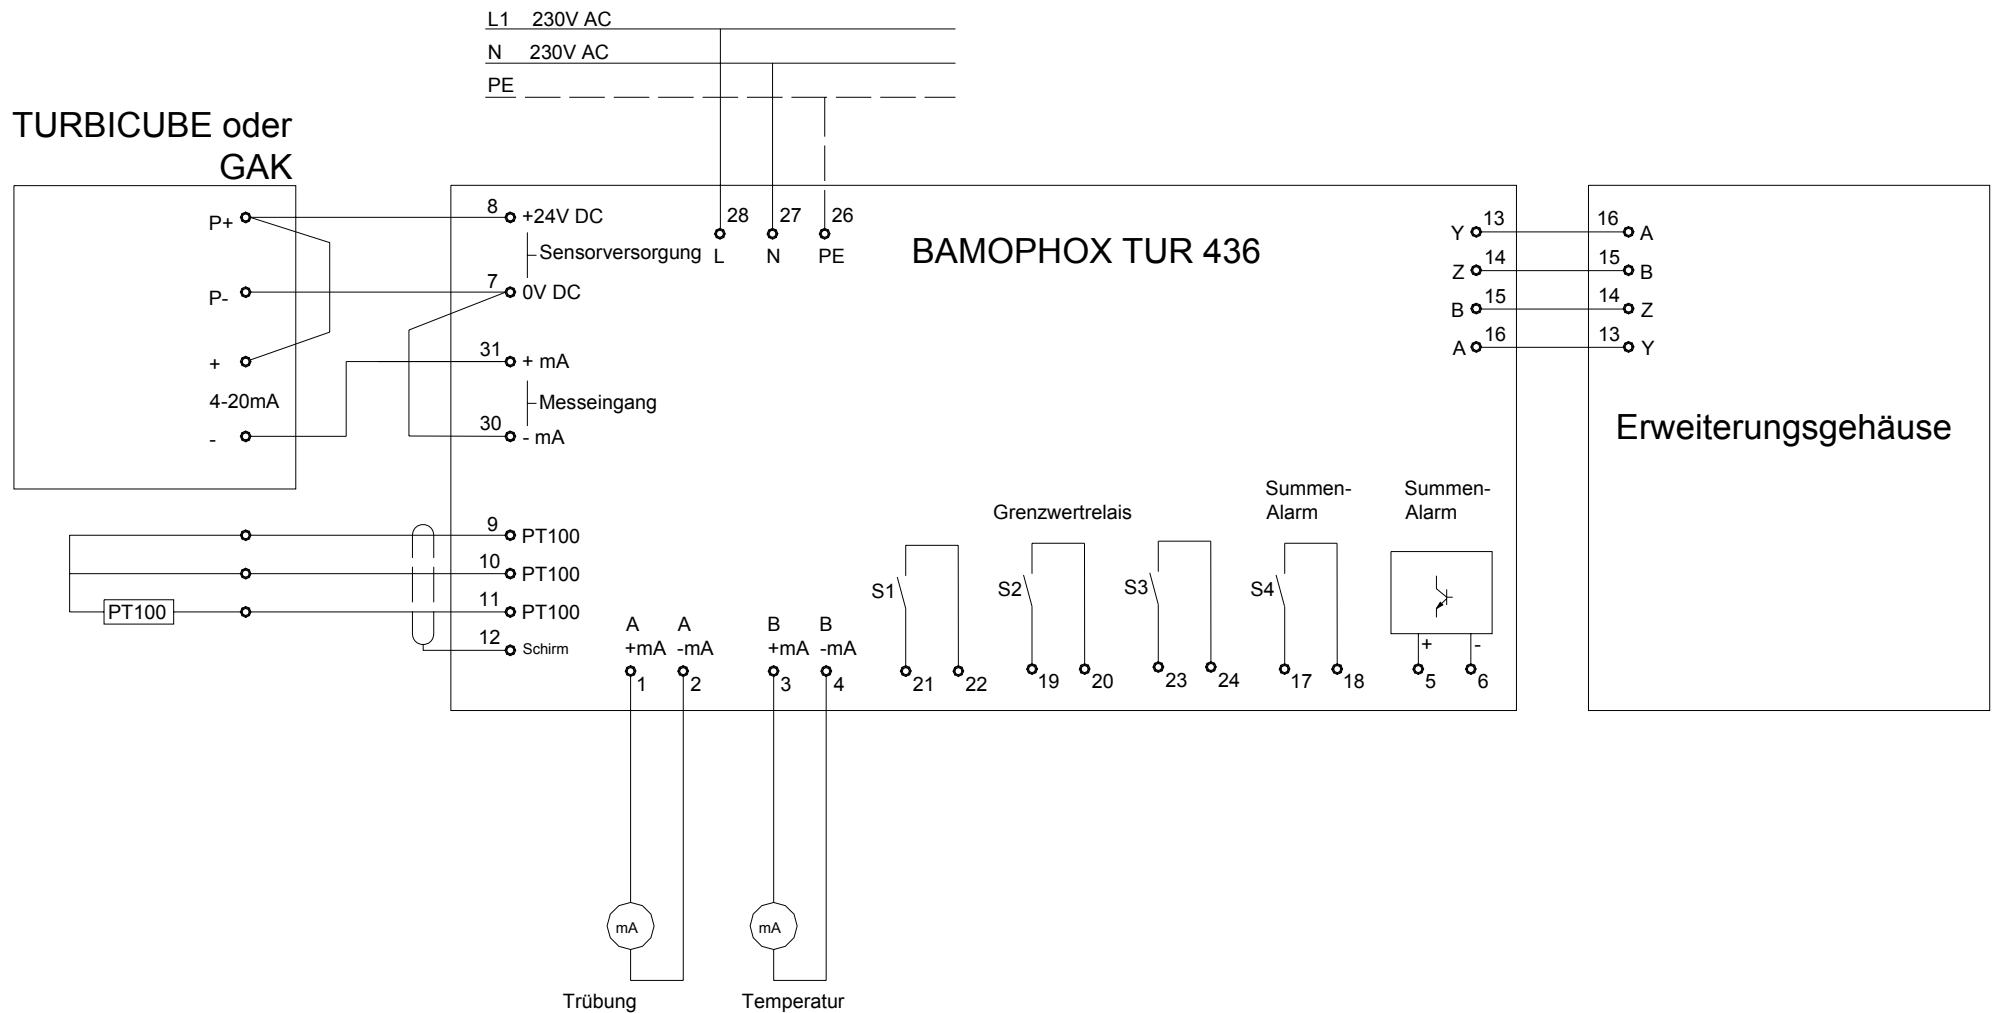 L1 230V AC
N 230V AC
PE
TURBICUBE oder
GAK
P+
P-
+
4-20mA
-
8 +24V DC
Sensorversorgung
7 0V DC
31 + mA
Messeingang
30 - mA
28 27 26
L N PE
BAMOPHOX TUR 436
Y 13 16 A
Z 14 15 B
B 15 14 Z
A 16 13 Y
Erweiterungsgehäuse
9 PT100
10 PT100
PT100 11 PT100
12 Schirm
A A B B
+mA -mA +mA -mA
1 2 3 4
Grenzwertrelais
Summen-
Alarm
Summen-
Alarm
S1 S2 S3 S4
+ -
21 22 19 20 23 24 17 18 5 6
mA mA
Trübung Temperatur